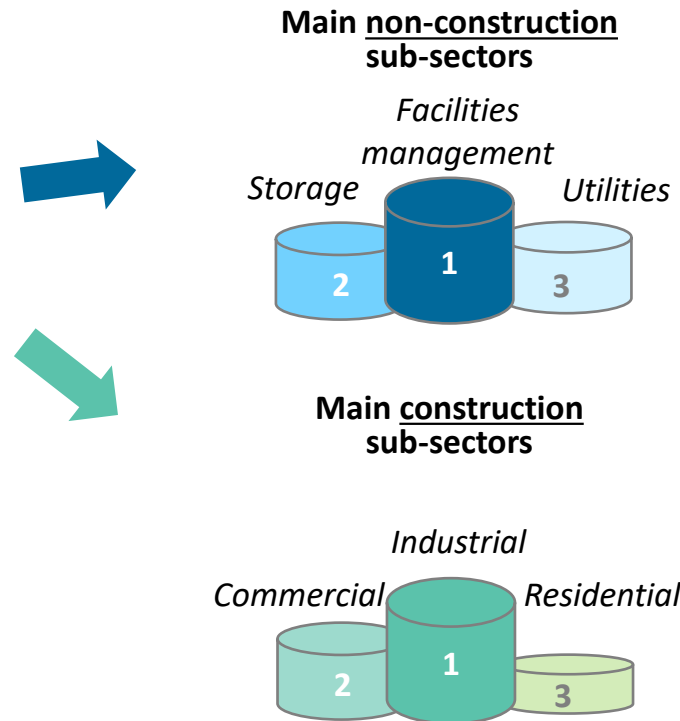 Main non-construction
sub-sectors
Facilities
management
Storage
Utilities
1
2
3
Main construction
sub-sectors
Industrial
Commercial
Residential
1
2
3